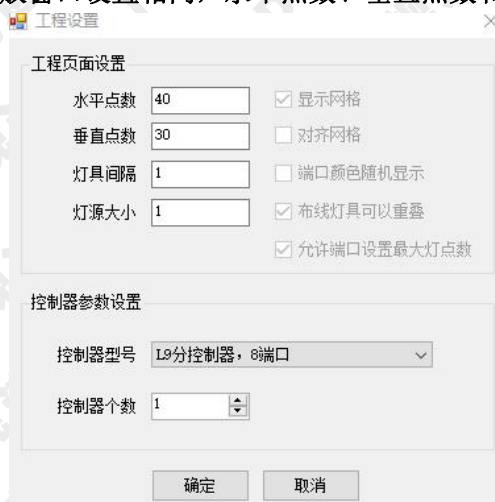 工程设置
工程页面设置
水平点数 40 显示网格
垂直点数 30 对齐网格
灯具间隔 1 端口颜色随机显示
灯源大小 1 布线灯具可以重叠
允许端口设置最大灯点数
控制器参数设置
控制器型号 L9分控制器，8端口
控制器个数 1
确定 取消